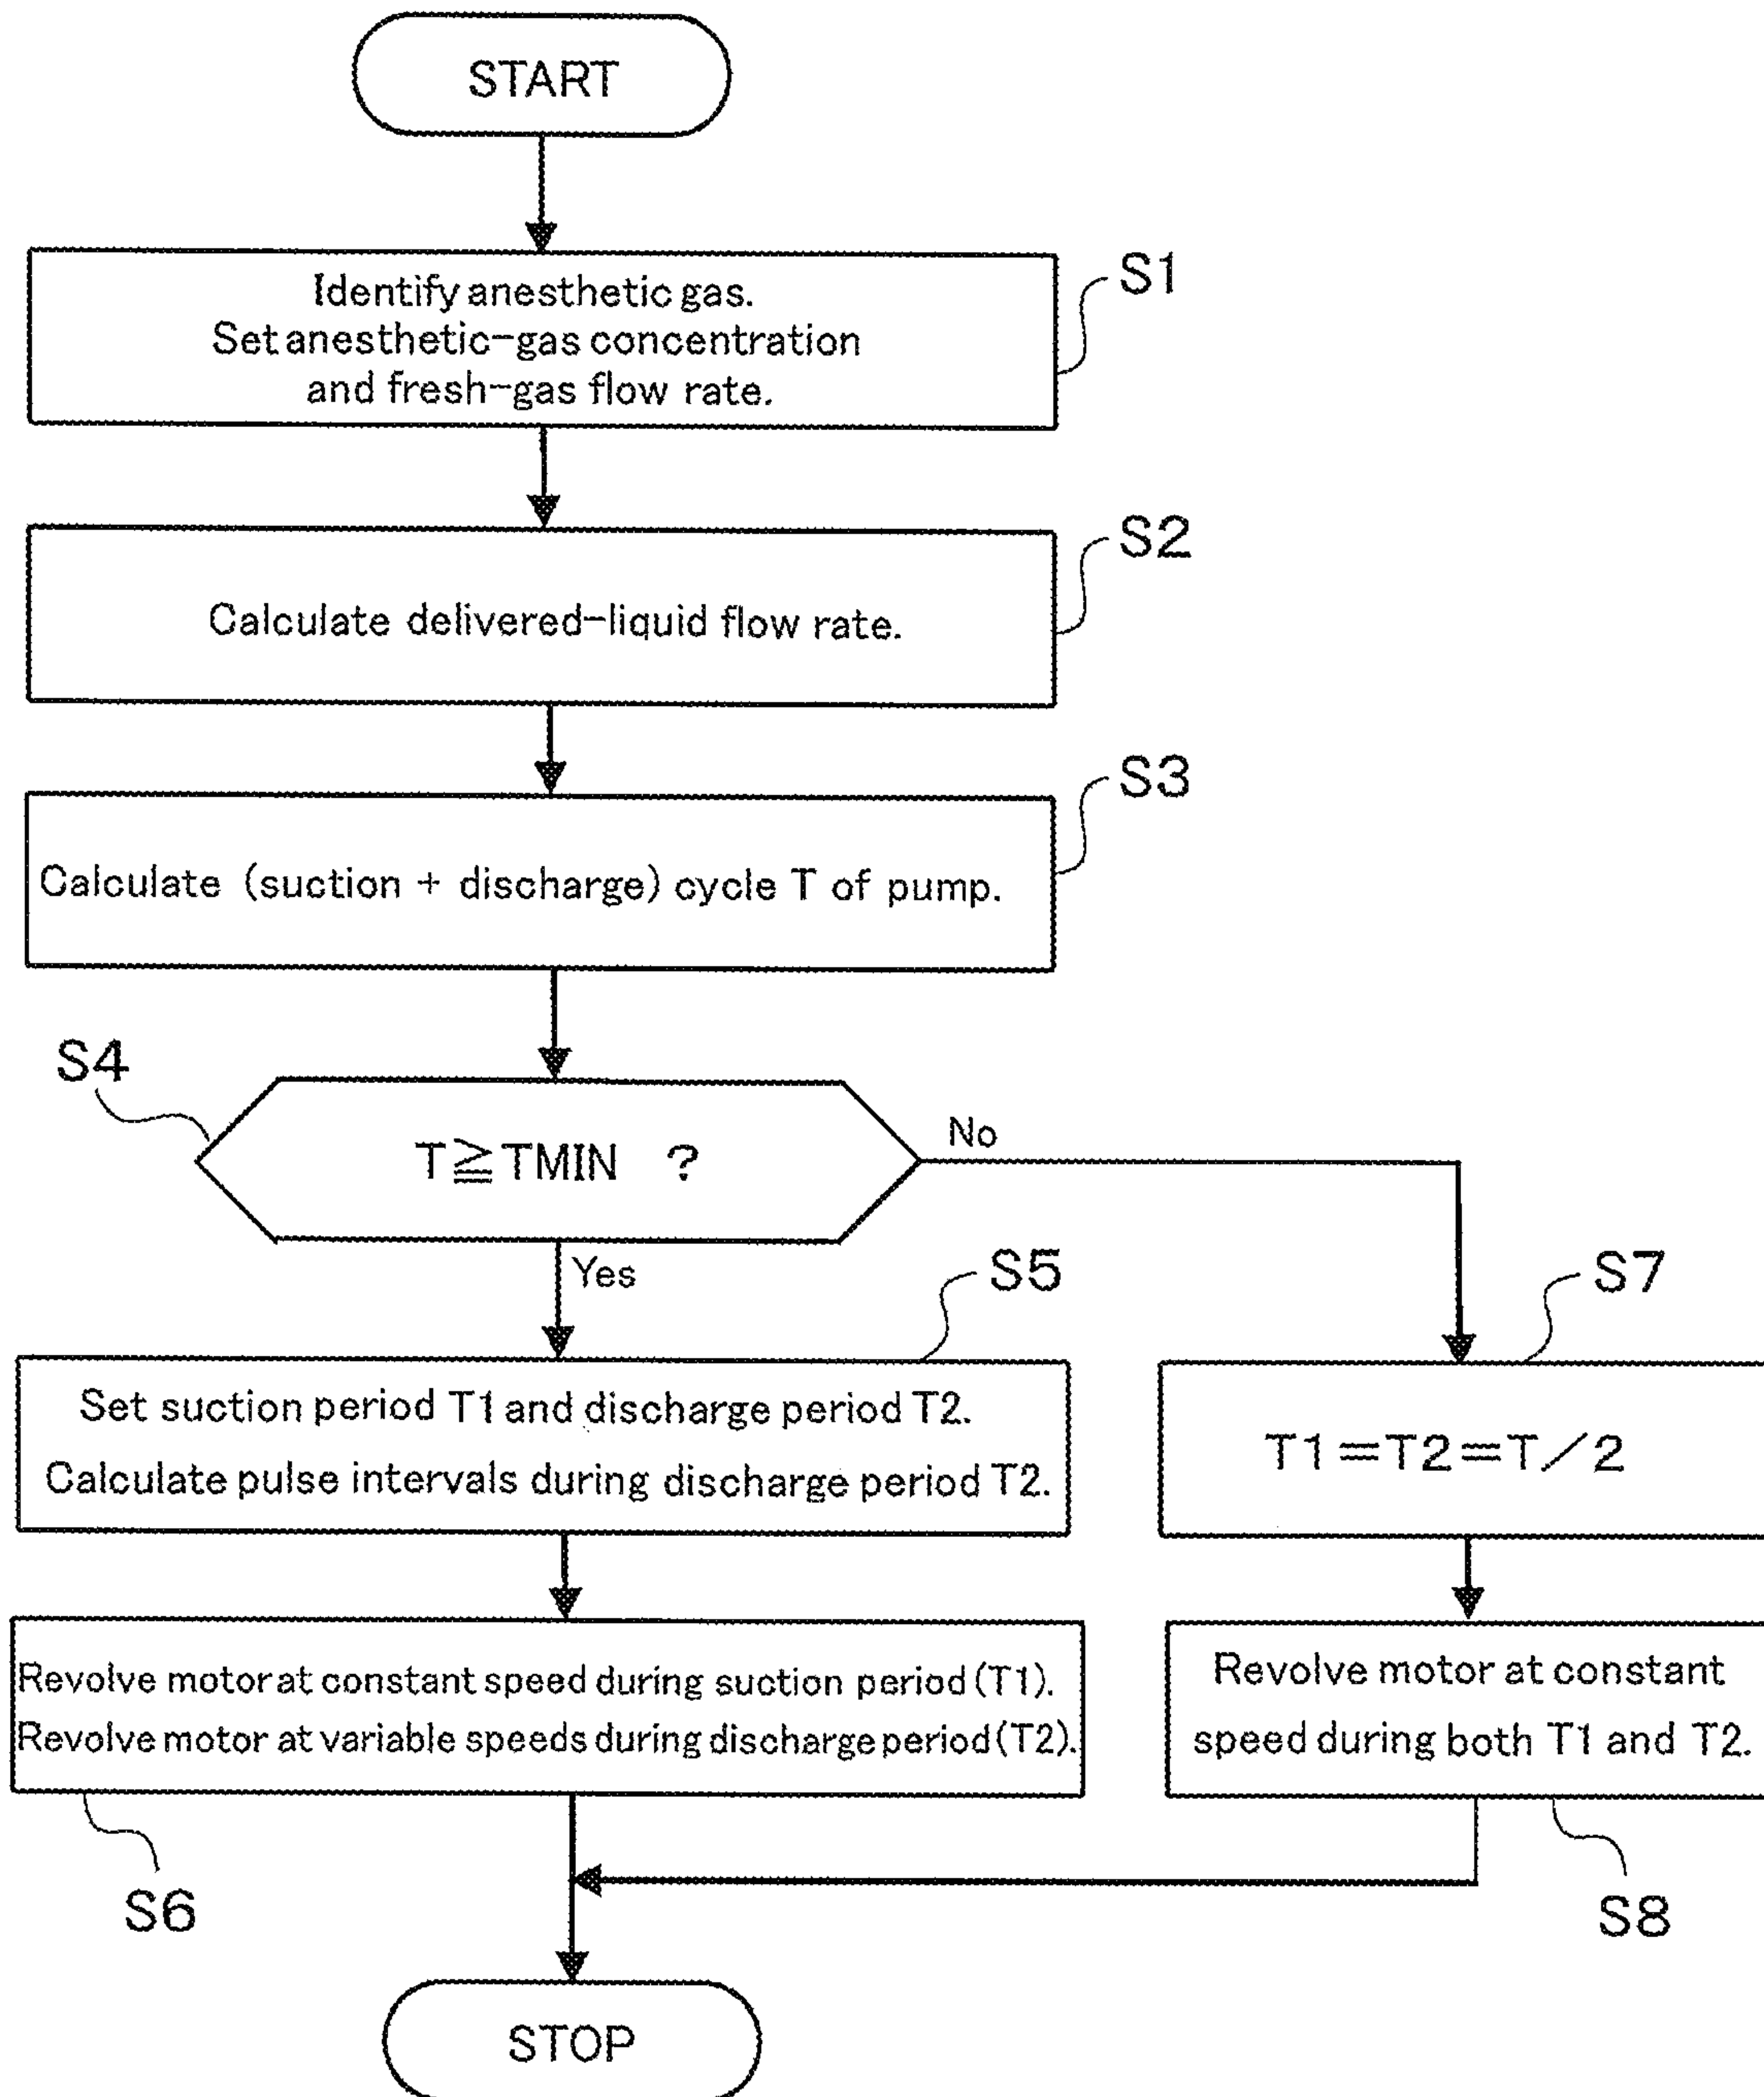 START
Identify anesthetic gas.
Set anesthetic-gas concentration
and fresh-gas flow rate.
S1
Calculate delivered-liquid flow rate.
S2
Calculate (suction + discharge) cycle T of pump.
S3
S4
T≧TMIN ?
No
Yes
S5
Set suction period T1 and discharge period T2.
Calculate pulse intervals during discharge period T2.
S7
T1=T2=T/2
Revolve motor at constant speed during suction period (T1).
Revolve motor at variable speeds during discharge period (T2).
S6
Revolve motor at constant
speed during both T1 and T2.
S8
STOP